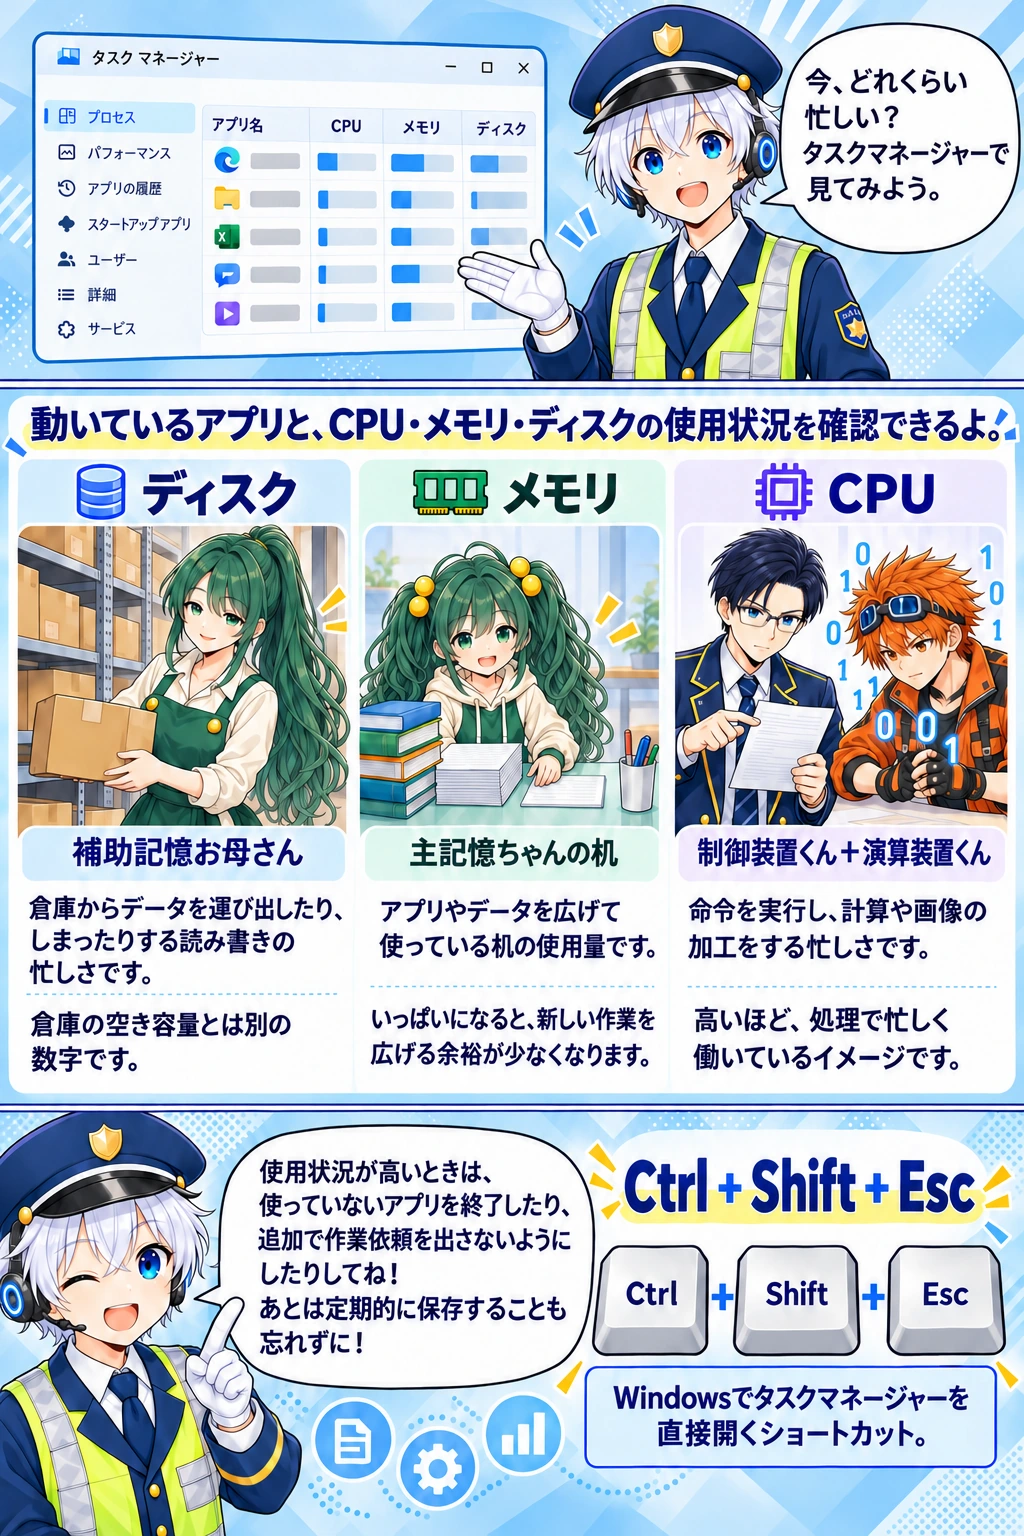 タスク マネージャー
プロセス
パフォーマンス
アプリの履歴
スタートアップアプリ
ユーザー
詳細
サービス
アプリ名 CPU メモリ ディスク
今、どれくらい
忙しい？
タスクマネージャーで
見てみよう。
動いているアプリと、CPU・メモリ・ディスクの使用状況を確認できるよ。
ディスク
補助記憶お母さん
倉庫からデータを運び出したり、
しまったりする読み書きの
忙しさです。
倉庫の空き容量とは別の
数字です。
メモリ
主記憶ちゃんの机
アプリやデータを広げて
使っている机の使用量です。
いっぱいになると、新しい作業を
広げる余裕が少なくなります。
CPU
0
1
0
1
0
1
1
1
0
1
0 0 1
制御装置くん＋演算装置くん
命令を実行し、計算や画像の
加工をする忙しさです。
高いほど、処理で忙しく
働いているイメージです。
使用状況が高いときは、
使っていないアプリを終了したり、
追加で作業依頼を出さないように
したりしてね！
あとは定期的に保存することも
忘れずに！
Ctrl + Shift + Esc
Ctrl + Shift + Esc
Windowsでタスクマネージャーを
直接開くショートカット。